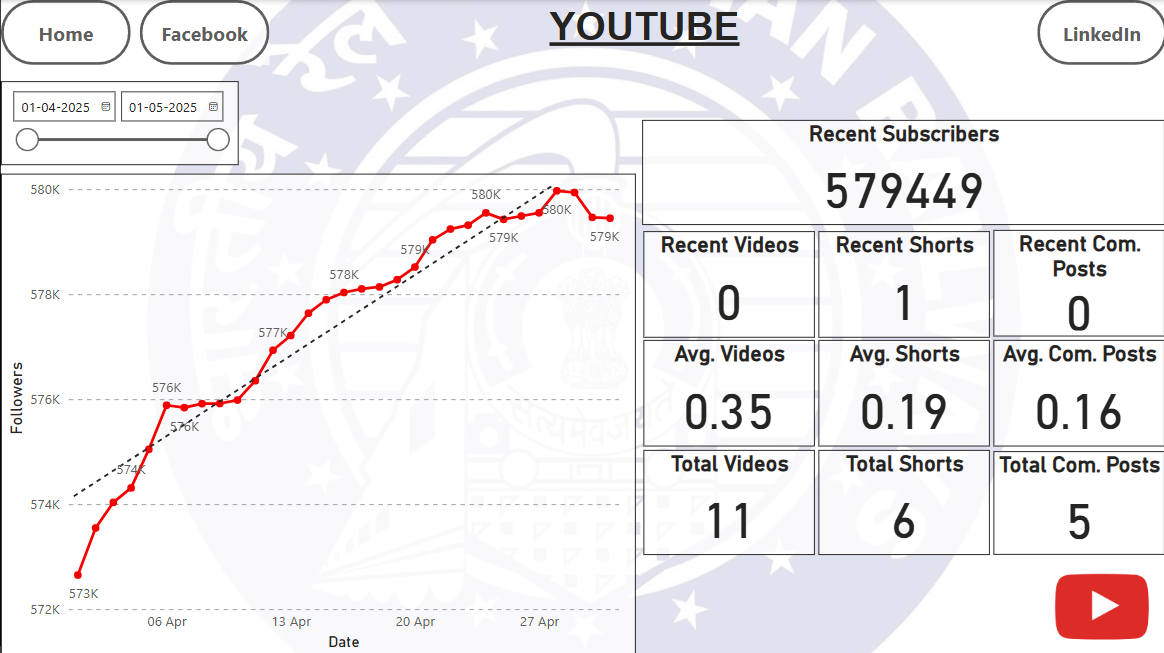 Home
Facebook
YOUTUBE
LinkedIn
01-04-2025
01-05-2025
Recent Subscribers
579449
Recent Videos
0
Recent Shorts
1
Recent Com.
Posts
0
Avg. Videos
0.35
Avg. Shorts
0.19
Avg. Com. Posts
0.16
Total Videos
11
Total Shorts
6
Total Com. Posts
5
Followers
580K
578K
576K
574K
572K
573K
574K
576K
576K
577K
578K
579K
580K
579K
580K
579K
06 Apr
13 Apr
20 Apr
27 Apr
Date
सत्यमेव जयते